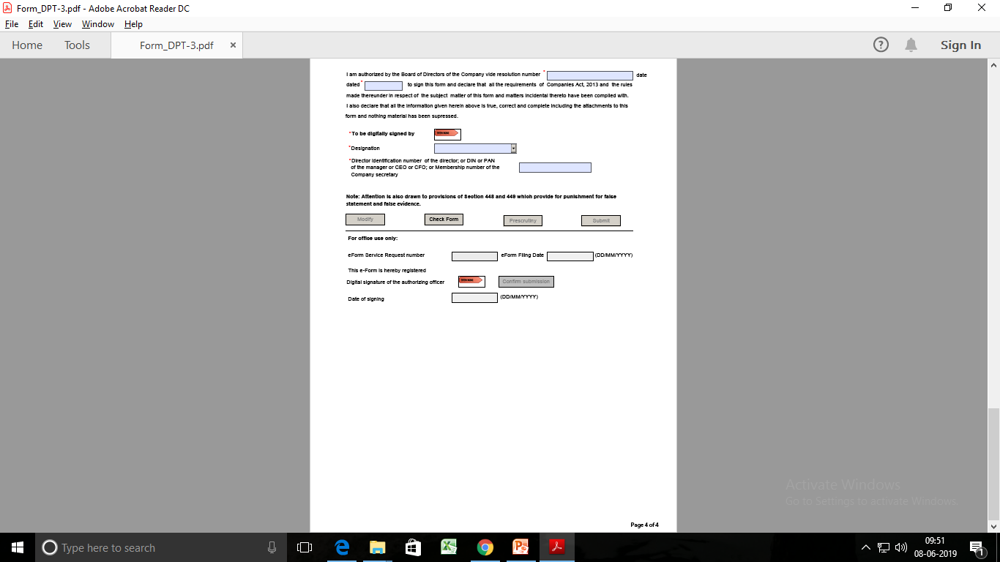 Form_DPT-3.pdf - Adobe Acrobat Reader DC
File Edit View Window Help
Home Tools Form_DPT-3.pdf × ? Sign In
I am authorized by the Board of Directors of the Company vide resolution number * date
dated * to sign this form and declare that all the requirements of Companies Act, 2013 and the rules
made thereunder in respect of the subject matter of this form and matters incidental thereto have been complied with.
I also declare that all the information given herein above is true, correct and complete including the attachments to this
form and nothing material has been supressed.
*To be digitally signed by
*Designation
*Director identification number of the director; or DIN or PAN
of the manager or CEO or CFO; or Membership number of the
Company secretary
Note: Attention is also drawn to provisions of Section 448 and 449 which provide for punishment for false
statement and false evidence.
Modify Check Form Prescrutiny Submit
For office use only:
eForm Service Request number eForm Filing Date (DD/MM/YYYY)
This e-Form is hereby registered
Digital signature of the authorizing officer Confirm submission
Date of signing (DD/MM/YYYY)
Activate Windows
Go to Settings to activate Windows.
Page 4 of 4
Type here to search
09:51
08-06-2019
1